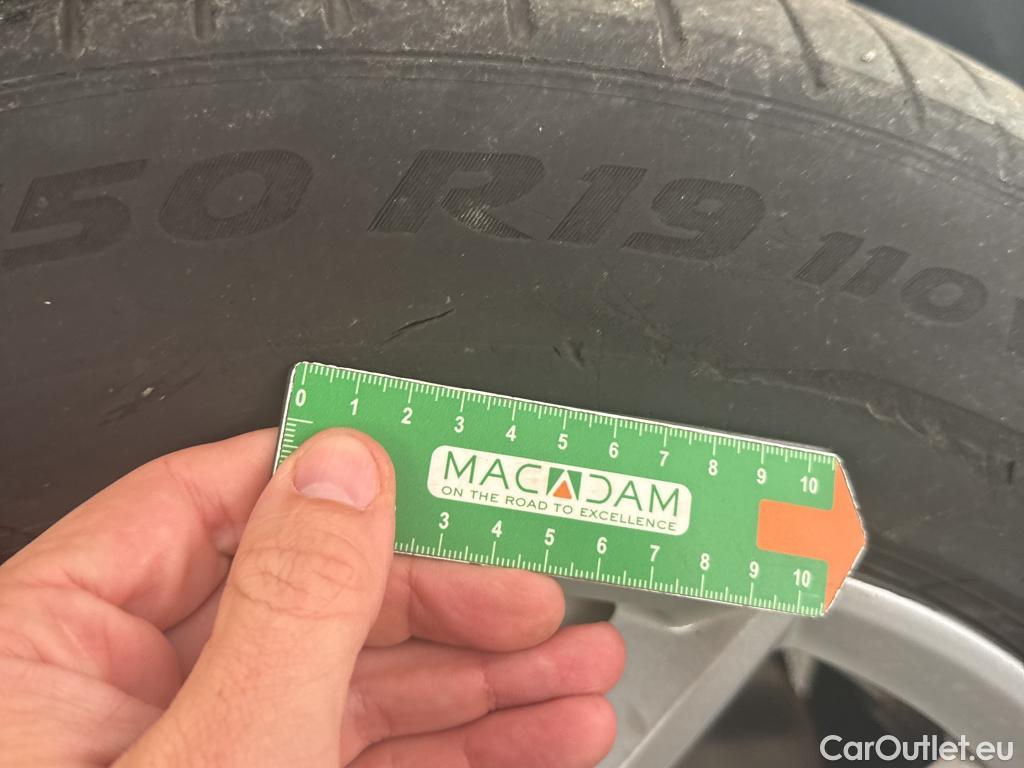 50 R19 110
0 1 2 3 4 5 6 7 8 9 10
MACADAM
ON THE ROAD TO EXCELLENCE
3 4 5 6 7 8 9 10
CarOutlet.eu